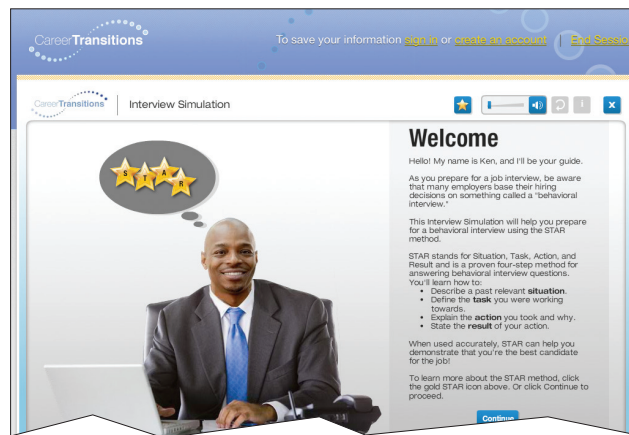 CareerTransitions®
To save your information sign in or create an account | End Sessio
CareerTransitions®
Interview Simulation
S T A R
Welcome
Hello! My name is Ken, and I'll be your guide.
As you prepare for a job interview, be aware
that many employers base their hiring
decisions on something called a "behavioral
interview."
This Interview Simulation will help you prepare
for a behavioral interview using the STAR
method.
STAR stands for Situation, Task, Action, and
Result and is a proven four-step method for
answering behavioral interview questions.
You'll learn how to:
• Describe a past relevant situation.
• Define the task you were working
towards.
• Explain the action you took and why.
• State the result of your action.
When used accurately, STAR can help you
demonstrate that you're the best candidate
for the job!
To learn more about the STAR method, click
the gold STAR icon above. Or click Continue to
proceed.
Continue